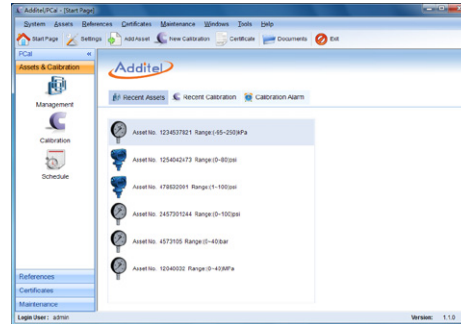 Additel/PCal - [Start Page]
System Assets References Certificates Maintenance Windows Tools Help
Start Page Settings Add Asset New Calibration Certificate Documents Exit
PCal «
Assets & Calibration
Management
Calibration
Schedule
References
Certificates
Maintenance
Additel
Recent Assets Recent Calibration Calibration Alarm
Asset No. 1234537821 Range:(-95~250)kPa
Asset No. 1254042473 Range:(0~80)psi
Asset No. 478632001 Range:(1~100)psi
Asset No. 2457301244 Range:(0~100)psi
Asset No. 4573105 Range:(0~40)bar
Asset No. 12040032 Range:(0~40)MPa
Login User: admin Version: 1.1.0